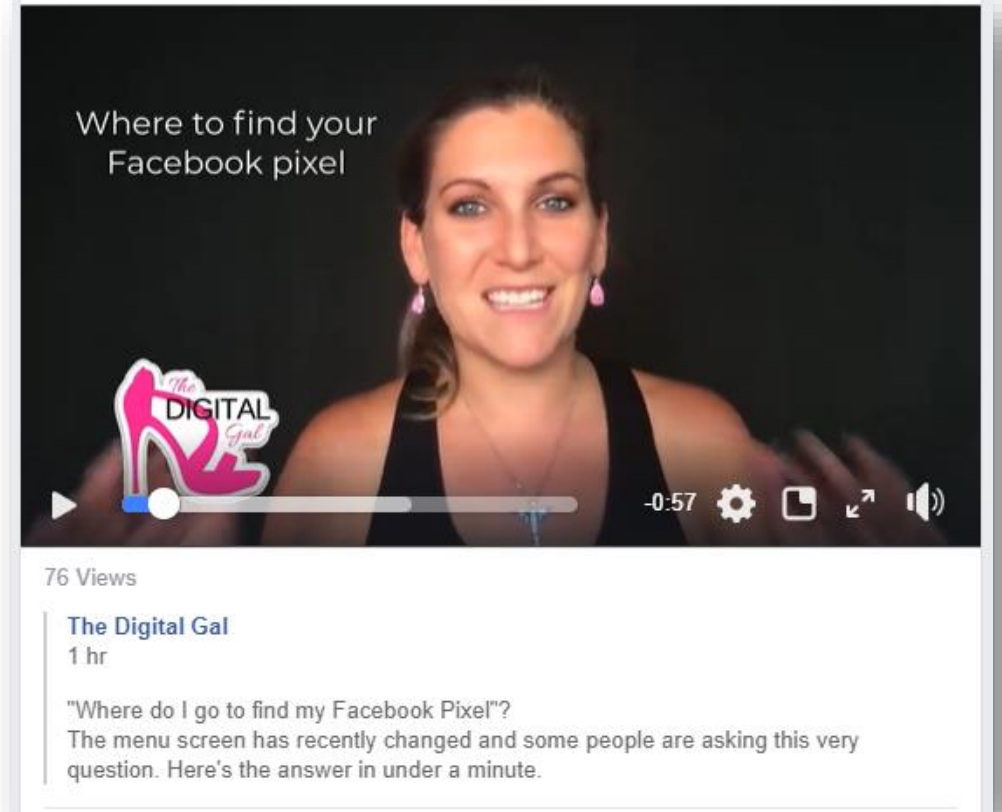 Where to find your
Facebook pixel
The
DIGITAL
Gal
-0:57
76 Views
The Digital Gal
1 hr
"Where do I go to find my Facebook Pixel"?
The menu screen has recently changed and some people are asking this very
question. Here's the answer in under a minute.